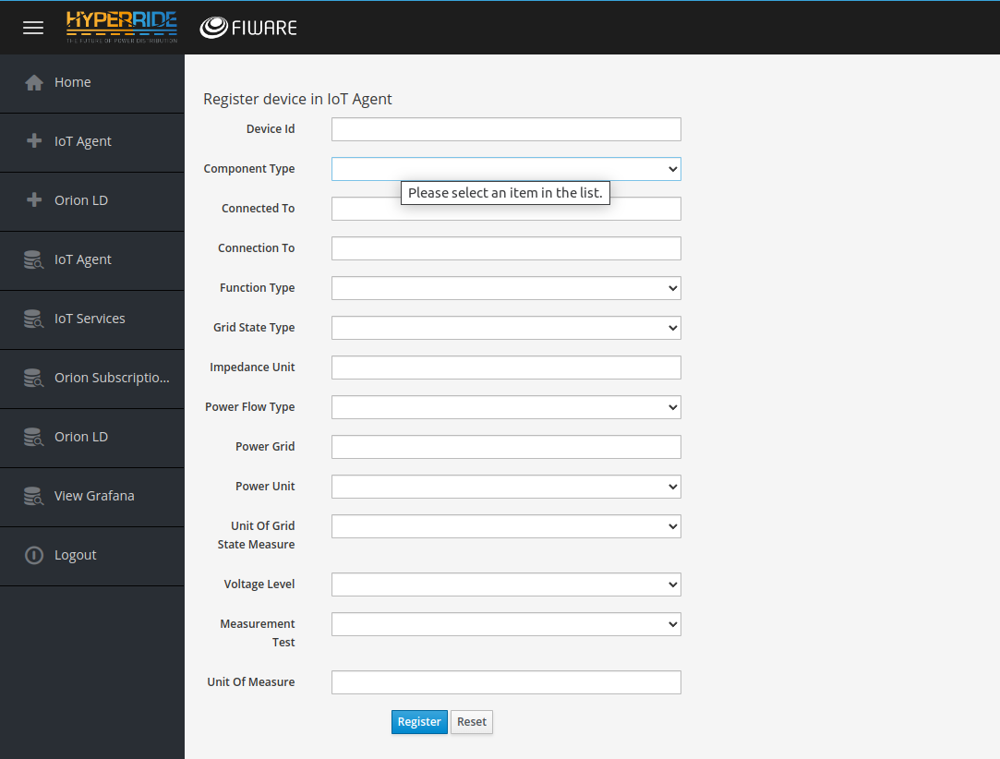 HYPERRIDE
THE FUTURE OF POWER DISTRIBUTION
FIWARE
Home
IoT Agent
Orion LD
IoT Agent
IoT Services
Orion Subscriptio...
Orion LD
View Grafana
Logout
Register device in IoT Agent
Device Id
Component Type
Please select an item in the list.
Connected To
Connection To
Function Type
Grid State Type
Impedance Unit
Power Flow Type
Power Grid
Power Unit
Unit Of Grid
State Measure
Voltage Level
Measurement
Test
Unit Of Measure
Register Reset